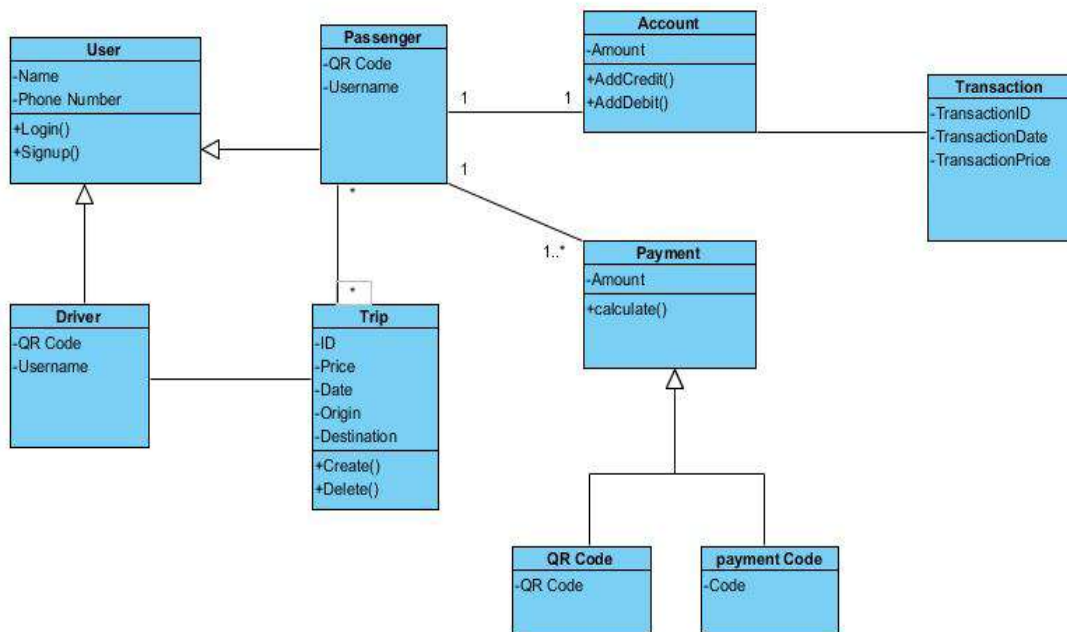 User
-Name
-Phone Number
+Login()
+Signup()
Passenger
-QR Code
-Username
Account
-Amount
+AddCredit()
+AddDebit()
Transaction
-TransactionID
-TransactionDate
-TransactionPrice
1
1
1
*
1..*
Payment
-Amount
+calculate()
*
Driver
-QR Code
-Username
Trip
-ID
-Price
-Date
-Origin
-Destination
+Create()
+Delete()
QR Code
-QR Code
payment Code
-Code